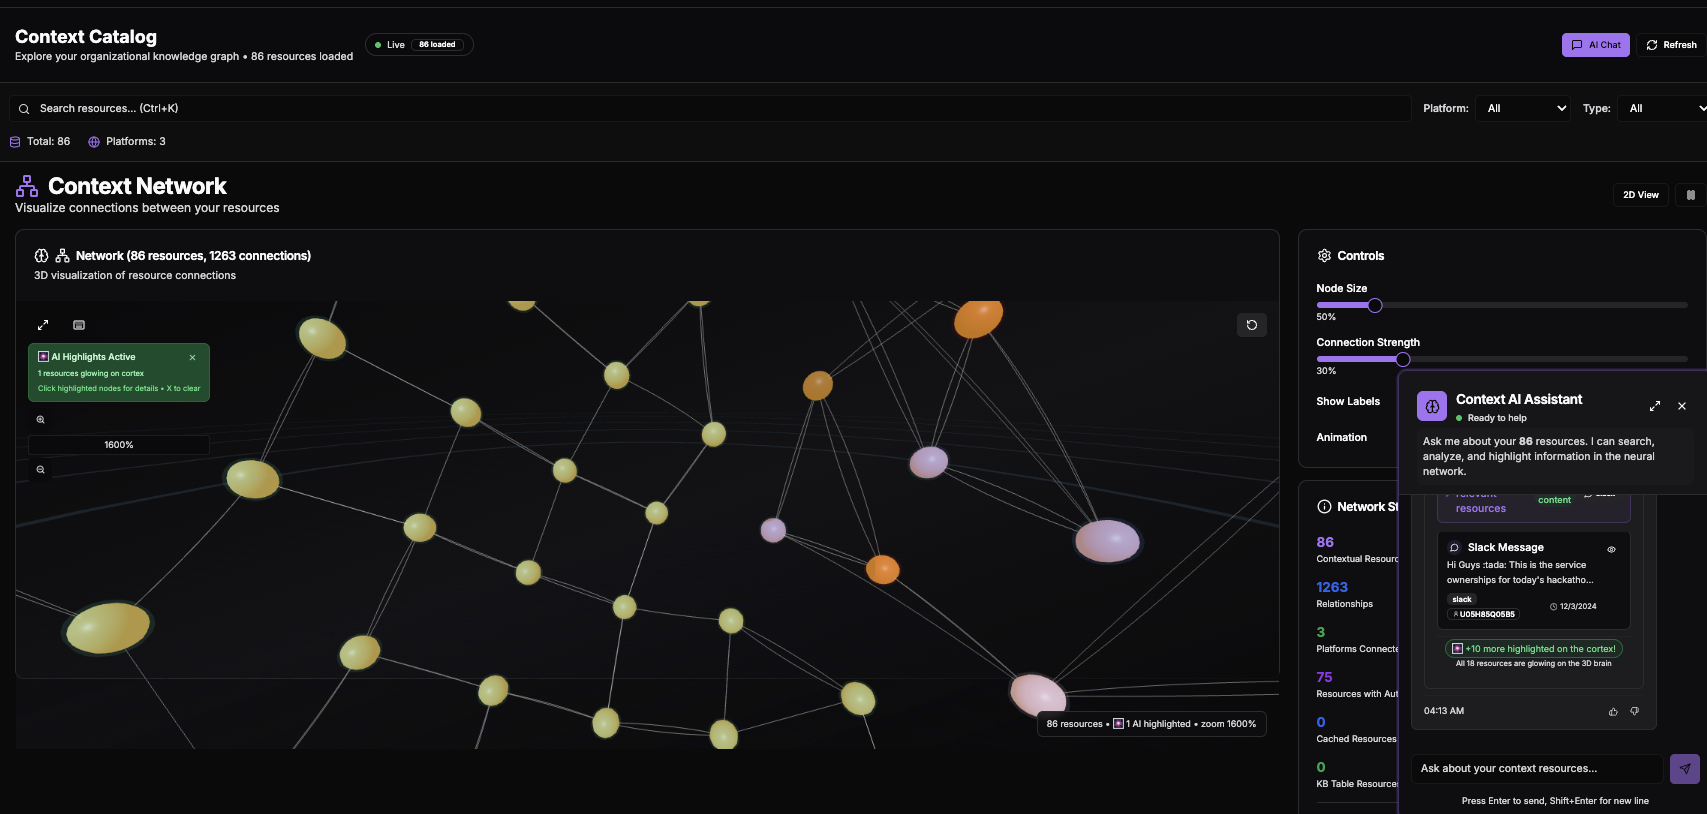 Context Catalog
Explore your organizational knowledge graph • 86 resources loaded
Live
86 loaded
AI Chat
Refresh
Search resources... (Ctrl+K)
Platform:
All
Type:
All
Total: 86
Platforms: 3
Context Network
Visualize connections between your resources
2D View
Network (86 resources, 1263 connections)
3D visualization of resource connections
AI Highlights Active
1 resources glowing on cortex
Click highlighted nodes for details • X to clear
1600%
86 resources • 1 AI highlighted • zoom 1600%
Controls
Node Size
50%
Connection Strength
30%
Show Labels
Animation
Network St
86
Contextual Resourc
1263
Relationships
3
Platforms Connecte
75
Resources with Aut
0
Cached Resources
0
KB Table Resource
Context AI Assistant
Ready to help
Ask me about your 86 resources. I can search,
analyze, and highlight information in the neural
network.
relevant
resources
content
Slack Message
Hi Guys :tada: This is the service
ownerships for today's hackatho...
slack
U05H85Q05B5
12/3/2024
+10 more highlighted on the cortex!
All 18 resources are glowing on the 3D brain
04:13 AM
Ask about your context resources...
Press Enter to send, Shift+Enter for new line